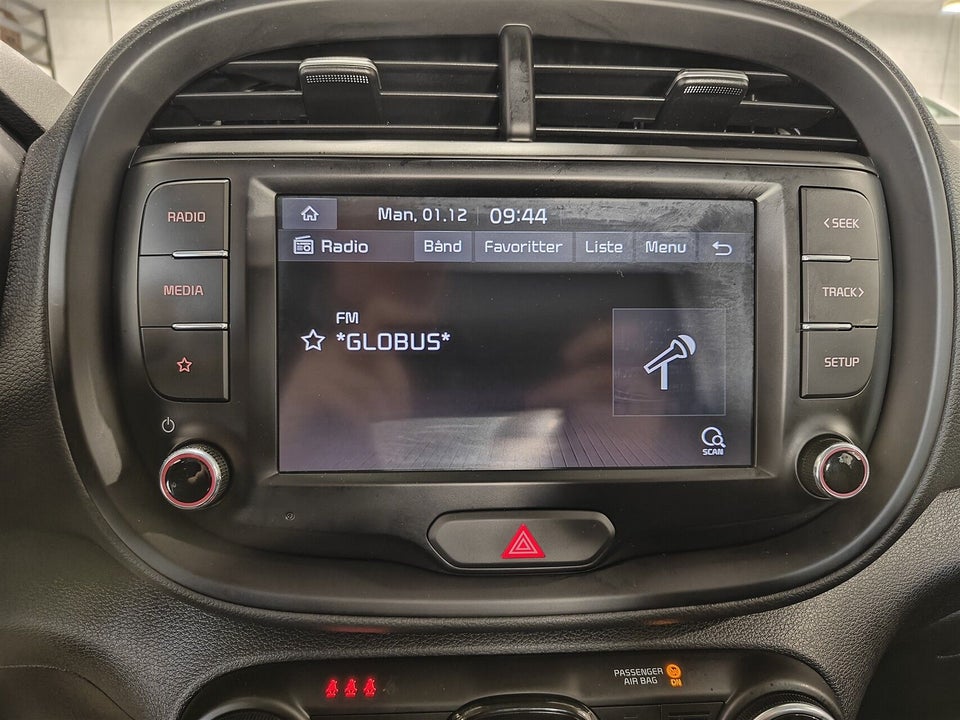 Man, 01.12 09:44
Radio Bånd Favoritter Liste Menu
RADIO
MEDIA
FM
*GLOBUS*
SCAN
< SEEK
TRACK >
SETUP
PASSENGER
AIR BAG
ON